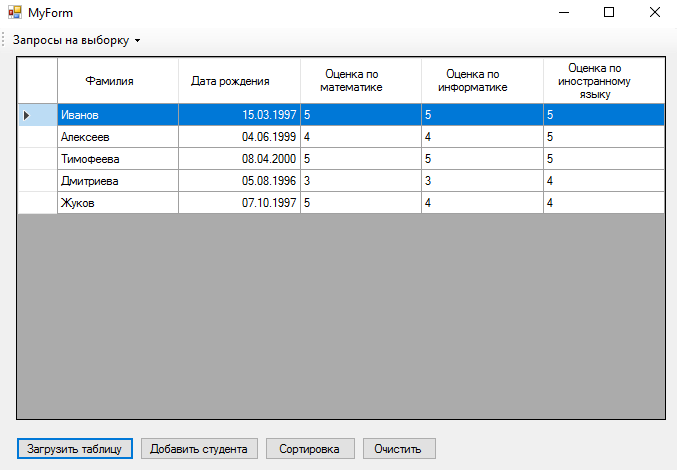 MyForm
Запросы на выборку
Фамилия Дата рождения Оценка по математике Оценка по информатике Оценка по иностранному языку
Иванов 15.03.1997 5 5 5
Алексеев 04.06.1999 4 4 5
Тимофеева 08.04.2000 5 5 5
Дмитриева 05.08.1996 3 3 4
Жуков 07.10.1997 5 4 4
Загрузить таблицу Добавить студента Сортировка Очистить